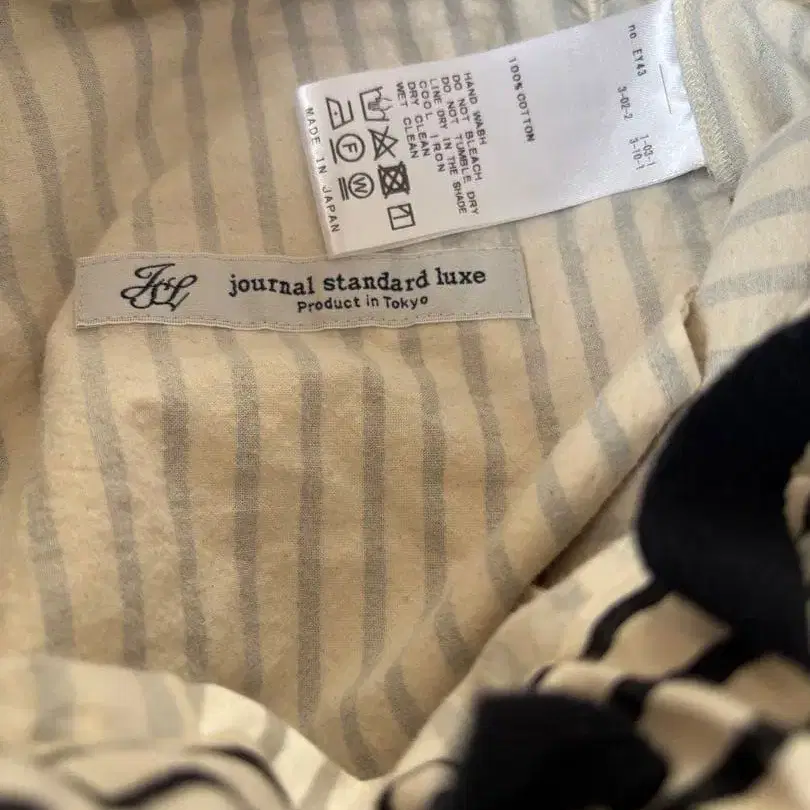 no. EY43
3-02-2
1-03-1
3-10-1
100% COTTON
HAND WASH
DO NOT BLEACH
DO NOT TUMBLE DRY
LINE DRY IN THE SHADE
COOL IRON
DRY CLEAN
WET CLEAN
F
W
MADE IN JAPAN
JSL journal standard luxe
Product in Tokyo